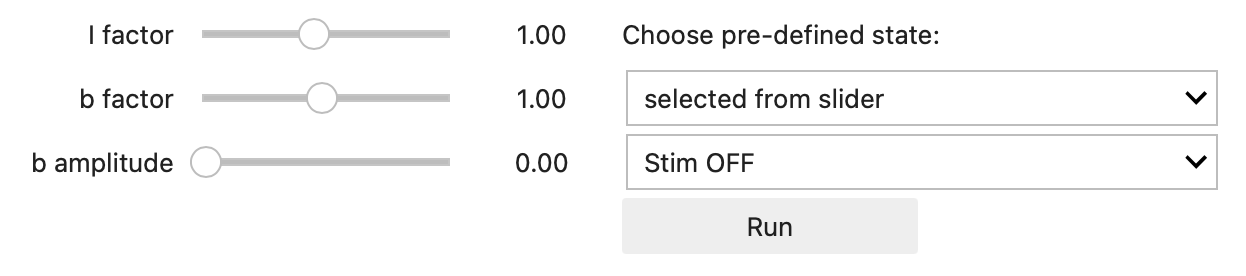 I factor 1.00 Choose pre-defined state:
b factor 1.00 selected from slider
b amplitude 0.00 Stim OFF
Run